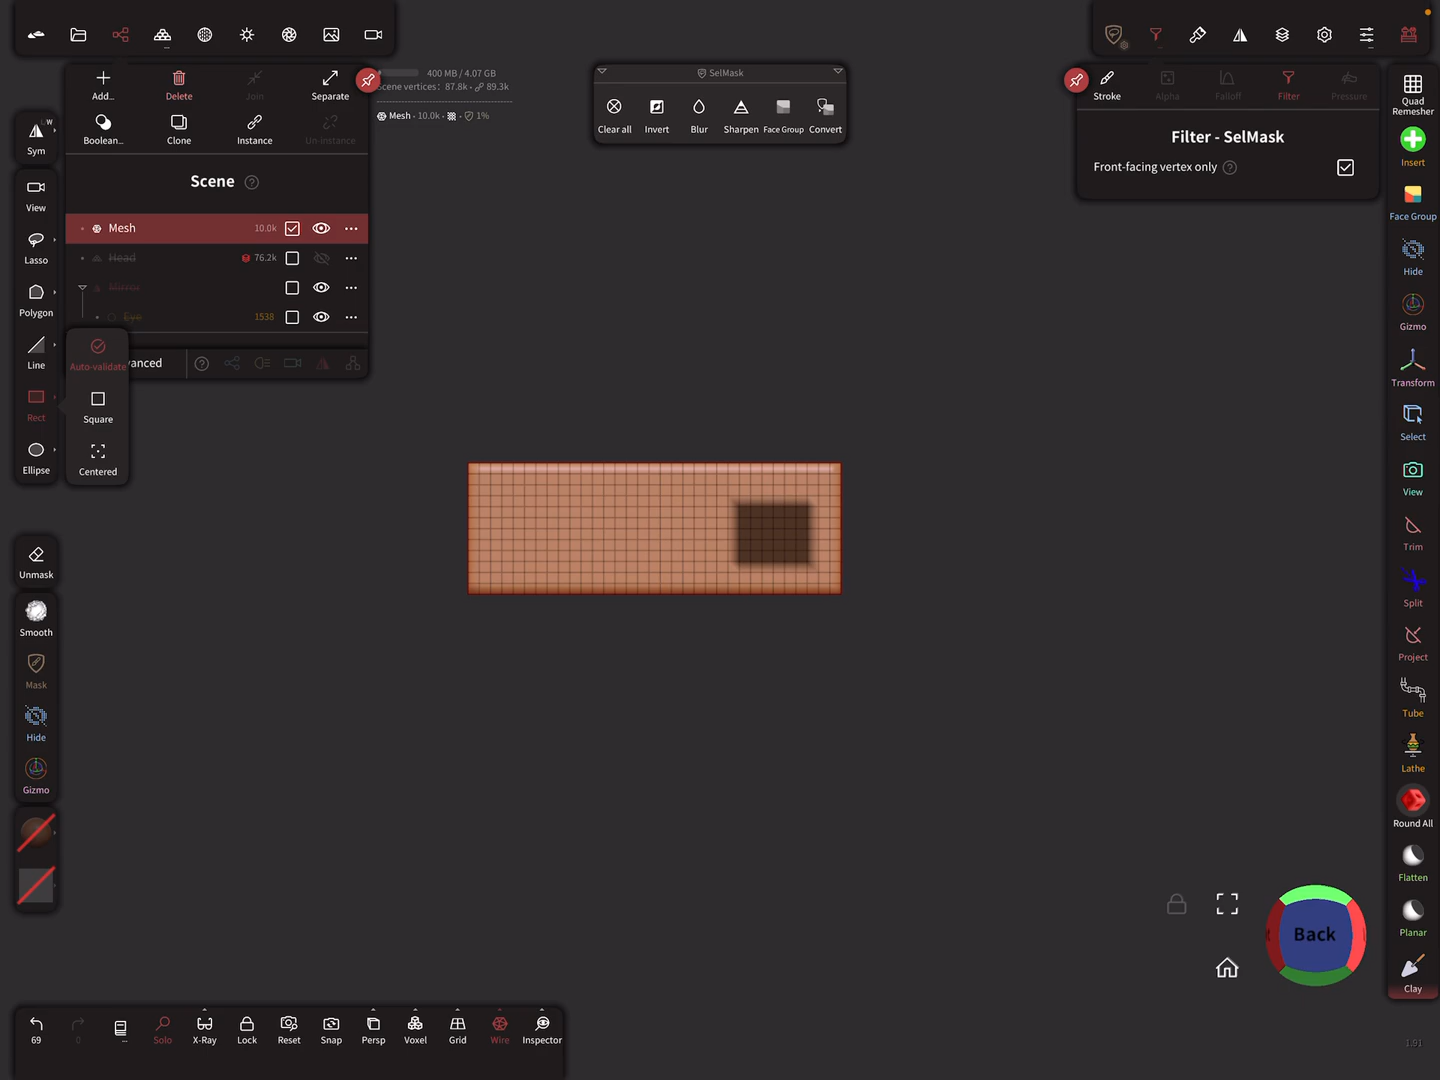 400 MB / 4.07 GB
Scene vertices: 87.8k • 89.3k
Mesh • 10.0k • 1%
Add...
Delete
Join
Separate
Boolean...
Clone
Instance
Un-instance
Scene ?
Mesh 10.0k ...
Head 76.2k ...
Mirror ...
Eye 1538 ...
vanced ?
Sym
View
Lasso
Polygon
Line
Rect
Ellipse
Auto-validate
Square
Centered
Unmask
Smooth
Mask
Hide
Gizmo
SelMask
Clear all
Invert
Blur
Sharpen
Face Group
Convert
Stroke
Alpha
Falloff
Filter
Pressure
Filter - SelMask
Front-facing vertex only ?
Quad
Remesher
Insert
Face Group
Hide
Gizmo
Transform
Select
View
Trim
Split
Project
Tube
Lathe
Round All
Flatten
Planar
Clay
Back
69
0
...
Solo
X-Ray
Lock
Reset
Snap
Persp
Voxel
Grid
Wire
Inspector
1.91